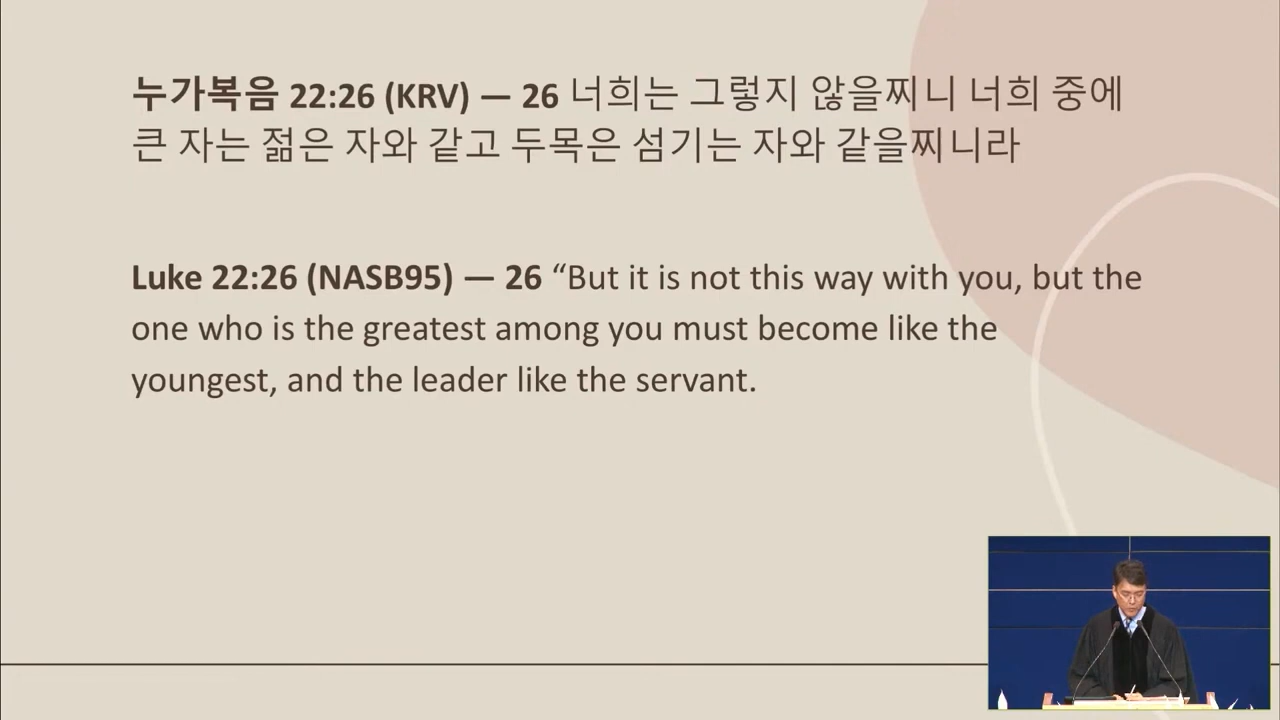 누가복음 22:26 (KRV) — 26 너희는 그렇지 않을찌니 너희 중에
큰 자는 젊은 자와 같고 두목은 섬기는 자와 같을찌니라
Luke 22:26 (NASB95) — 26 “But it is not this way with you, but the
one who is the greatest among you must become like the
youngest, and the leader like the servant.